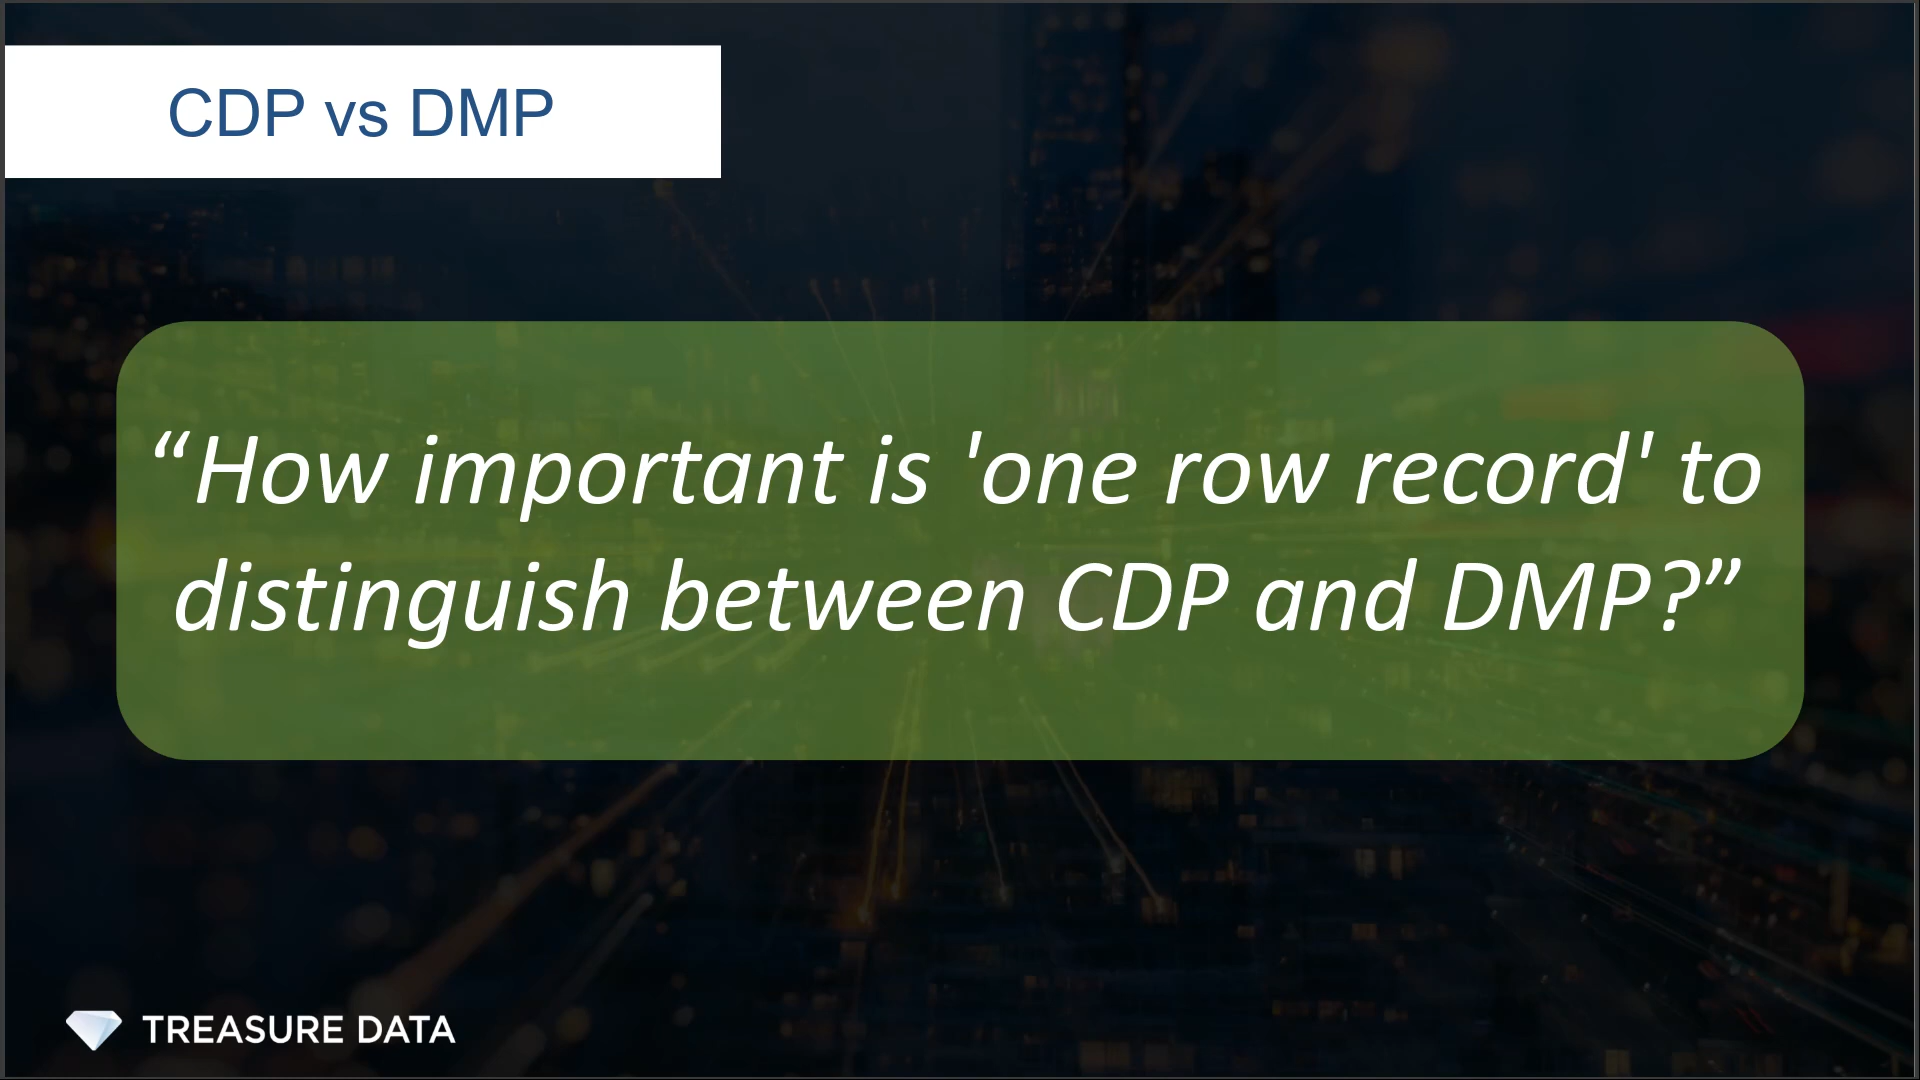 CDP vs DMP
“How important is 'one row record' to
distinguish between CDP and DMP?”
TREASURE DATA